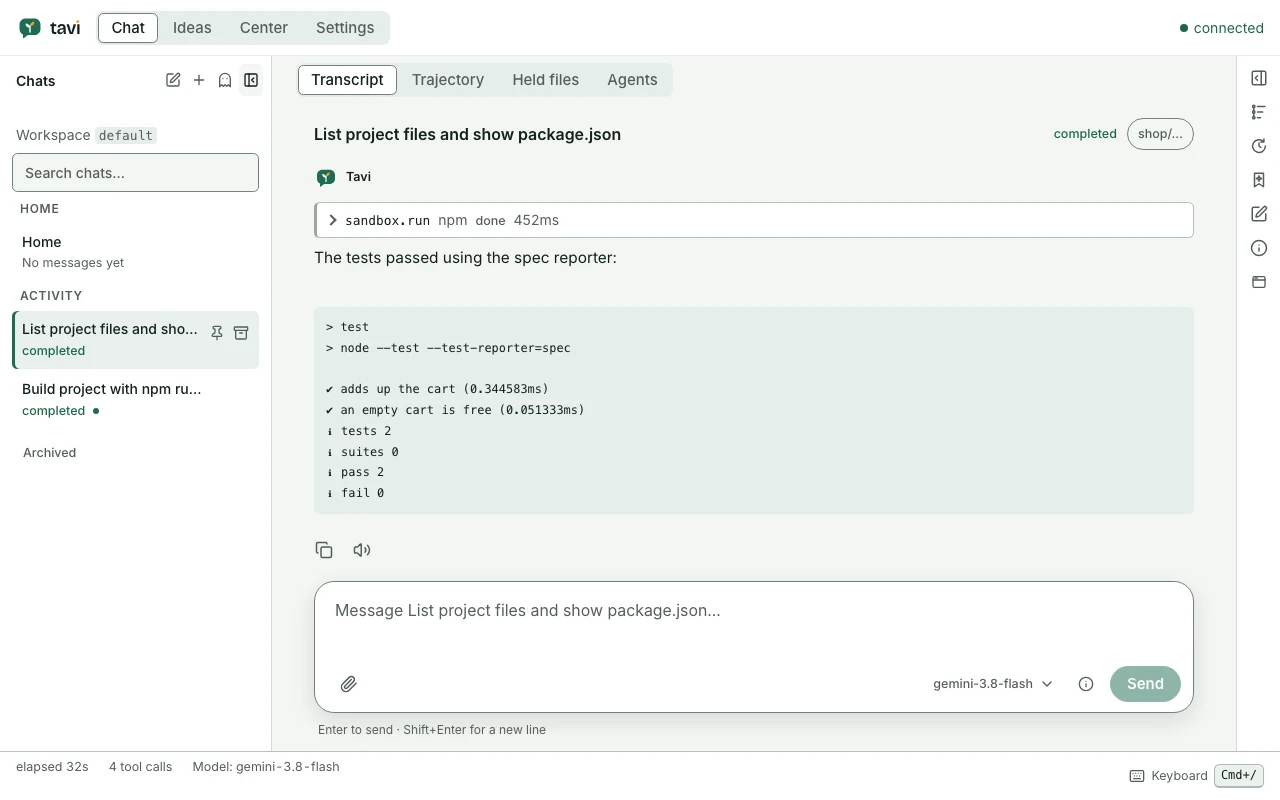 tavi
Chat Ideas Center Settings
connected
Chats
Workspace default
Search chats...
HOME
Home
No messages yet
ACTIVITY
List project files and sho...
completed
Build project with npm ru...
completed
Archived
Transcript Trajectory Held files Agents
List project files and show package.json
completed shop/...
Tavi
sandbox.run npm done 452ms
The tests passed using the spec reporter:
> test
> node --test --test-reporter=spec
✔ adds up the cart (0.344583ms)
✔ an empty cart is free (0.051333ms)
ℹ tests 2
ℹ suites 0
ℹ pass 2
ℹ fail 0
Message List project files and show package.json...
gemini-3.8-flash
Send
Enter to send · Shift+Enter for a new line
elapsed 32s 4 tool calls Model: gemini-3.8-flash
Keyboard Cmd+/